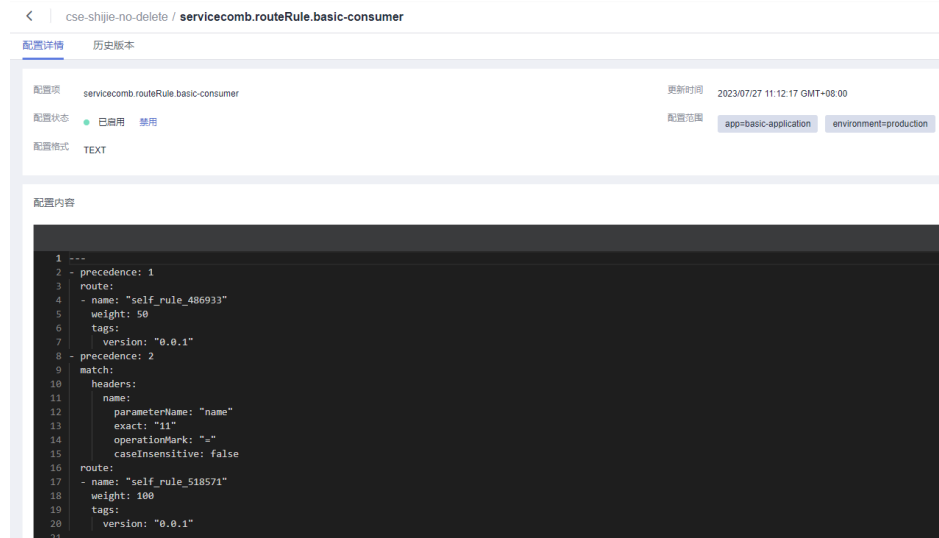 cse-shijie-no-delete / servicecomb.routeRule.basic-consumer
配置详情 历史版本
配置项 servicecomb.routeRule.basic-consumer 更新时间 2023/07/27 11:12:17 GMT+08:00
配置状态 已启用 禁用 配置范围 app=basic-application environment=production
配置格式 TEXT
配置内容
1 ---
2 - precedence: 1
3 route:
4 - name: "self_rule_486933"
5 weight: 50
6 tags:
7 version: "0.0.1"
8 - precedence: 2
9 match:
10 headers:
11 name:
12 parameterName: "name"
13 exact: "11"
14 operationMark: "="
15 caseInsensitive: false
16 route:
17 - name: "self_rule_518571"
18 weight: 100
19 tags:
20 version: "0.0.1"
21